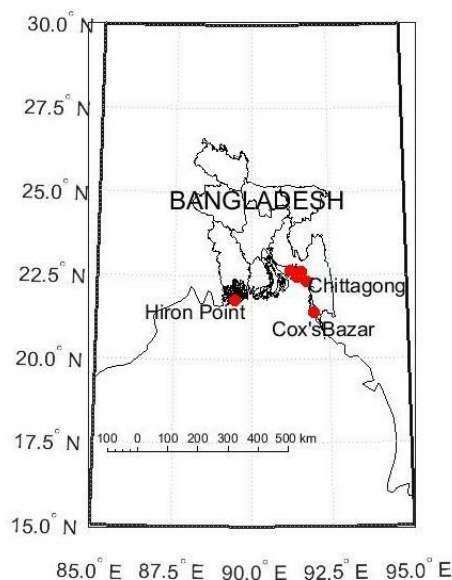 30.0° N
27.5° N
25.0° N
BANGLADESH
22.5° N
Chittagong
Hiron Point
Cox'sBazar
20.0° N
100 0 100 200 300 400 500 km
17.5° N
15.0° N
85.0° E 87.5° E 90.0° E 92.5° E 95.0° E